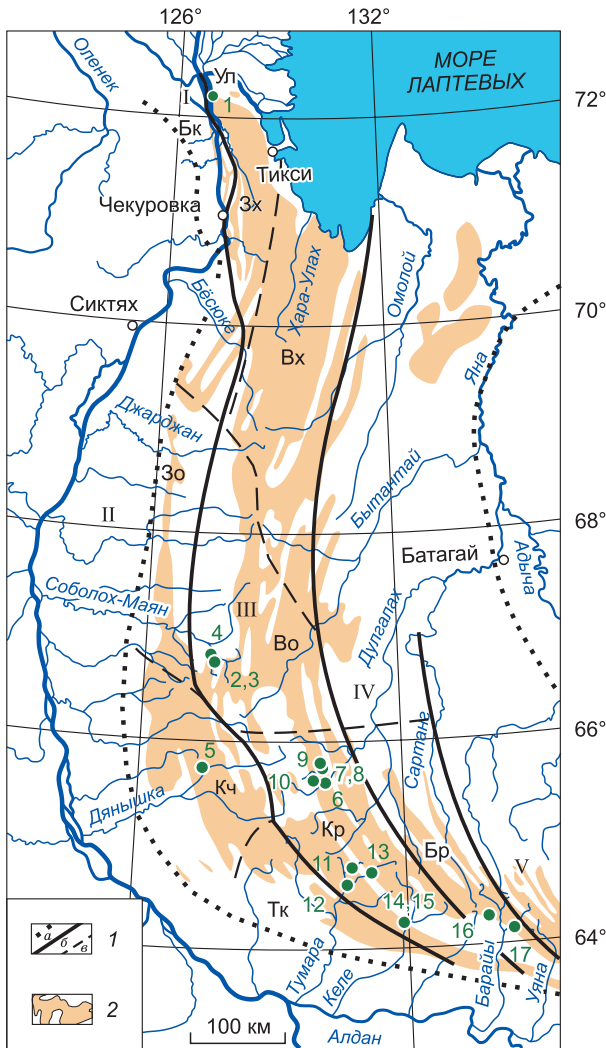 126°
132°
МОРЕ
ЛАПТЕВЫХ
Оленек
Ул
I
1
72°
Бк
Тикси
Чекуровка
Зх
Хара-Улах
Омолой
Бёсюке
70°
Сиктях
Вх
Яна
Джарджан
Зо
Бытантай
II
68°
Батагай
Адыча
Соболох-Маян
III
Дулгалах
4
Во
2,3
IV
Сартанг
66°
5
9
7,8
10
6
Кч
Дянышка
Кр
Бр
11
13
V
12
14,15
Тк
16
64°
17
Тумара
Келе
Барайы
Уяна
а
б
в
1
2
100 км
Алдан